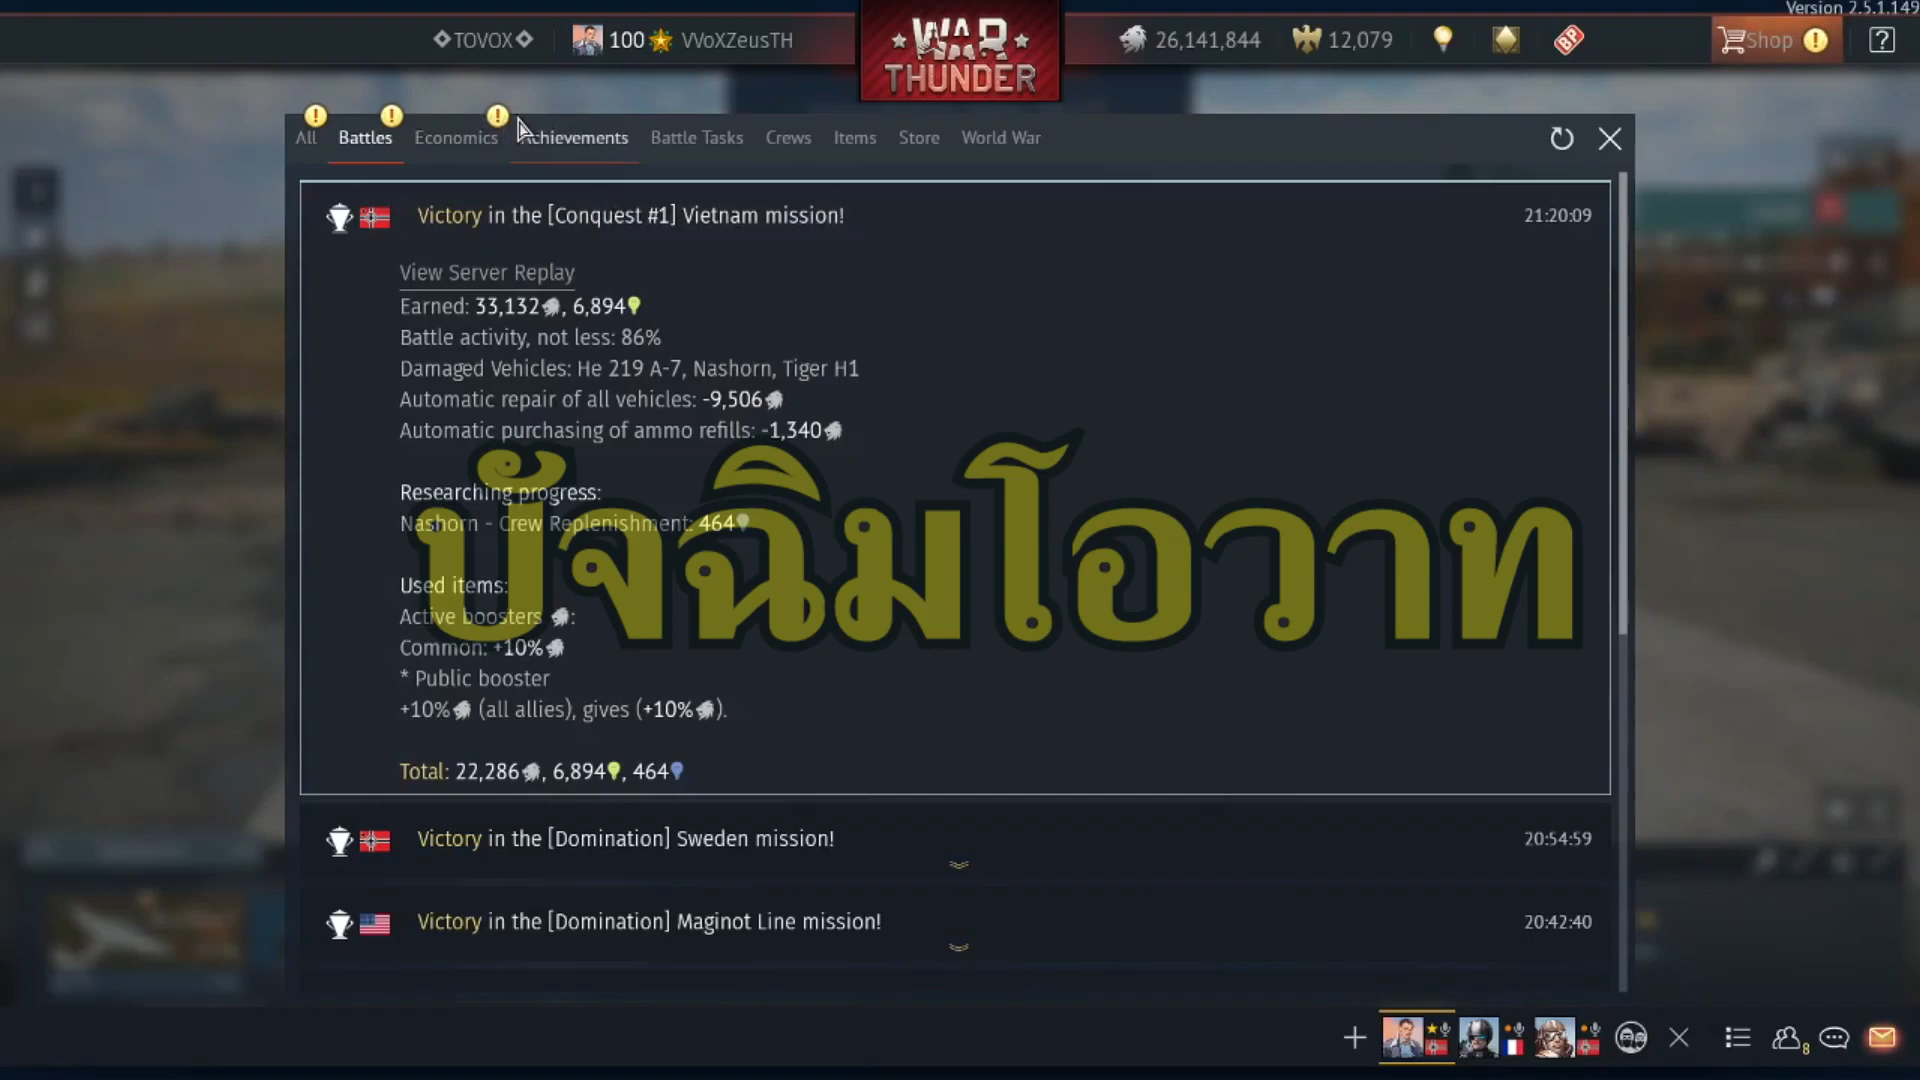 Version 2.5.1.149
TOVOX
100 VVoXZeusTH
WAR THUNDER
26,141,844
12,079
BP
Shop !
?
! ! !
All Battles Economics Achievements Battle Tasks Crews Items Store World War
Victory in the [Conquest #1] Vietnam mission! 21:20:09
View Server Replay
Earned: 33,132, 6,894
Battle activity, not less: 86%
Damaged Vehicles: He 219 A-7, Nashorn, Tiger H1
Automatic repair of all vehicles: -9,506
Automatic purchasing of ammo refills: -1,340
Researching progress:
Nashorn - Crew Replenishment: 464
ปัจฉิมโอวาท
Used items:
Active boosters :
Common: +10%
* Public booster
+10% (all allies), gives (+10%).
Total: 22,286, 6,894, 464
Victory in the [Domination] Sweden mission! 20:54:59
Victory in the [Domination] Maginot Line mission! 20:42:40
8